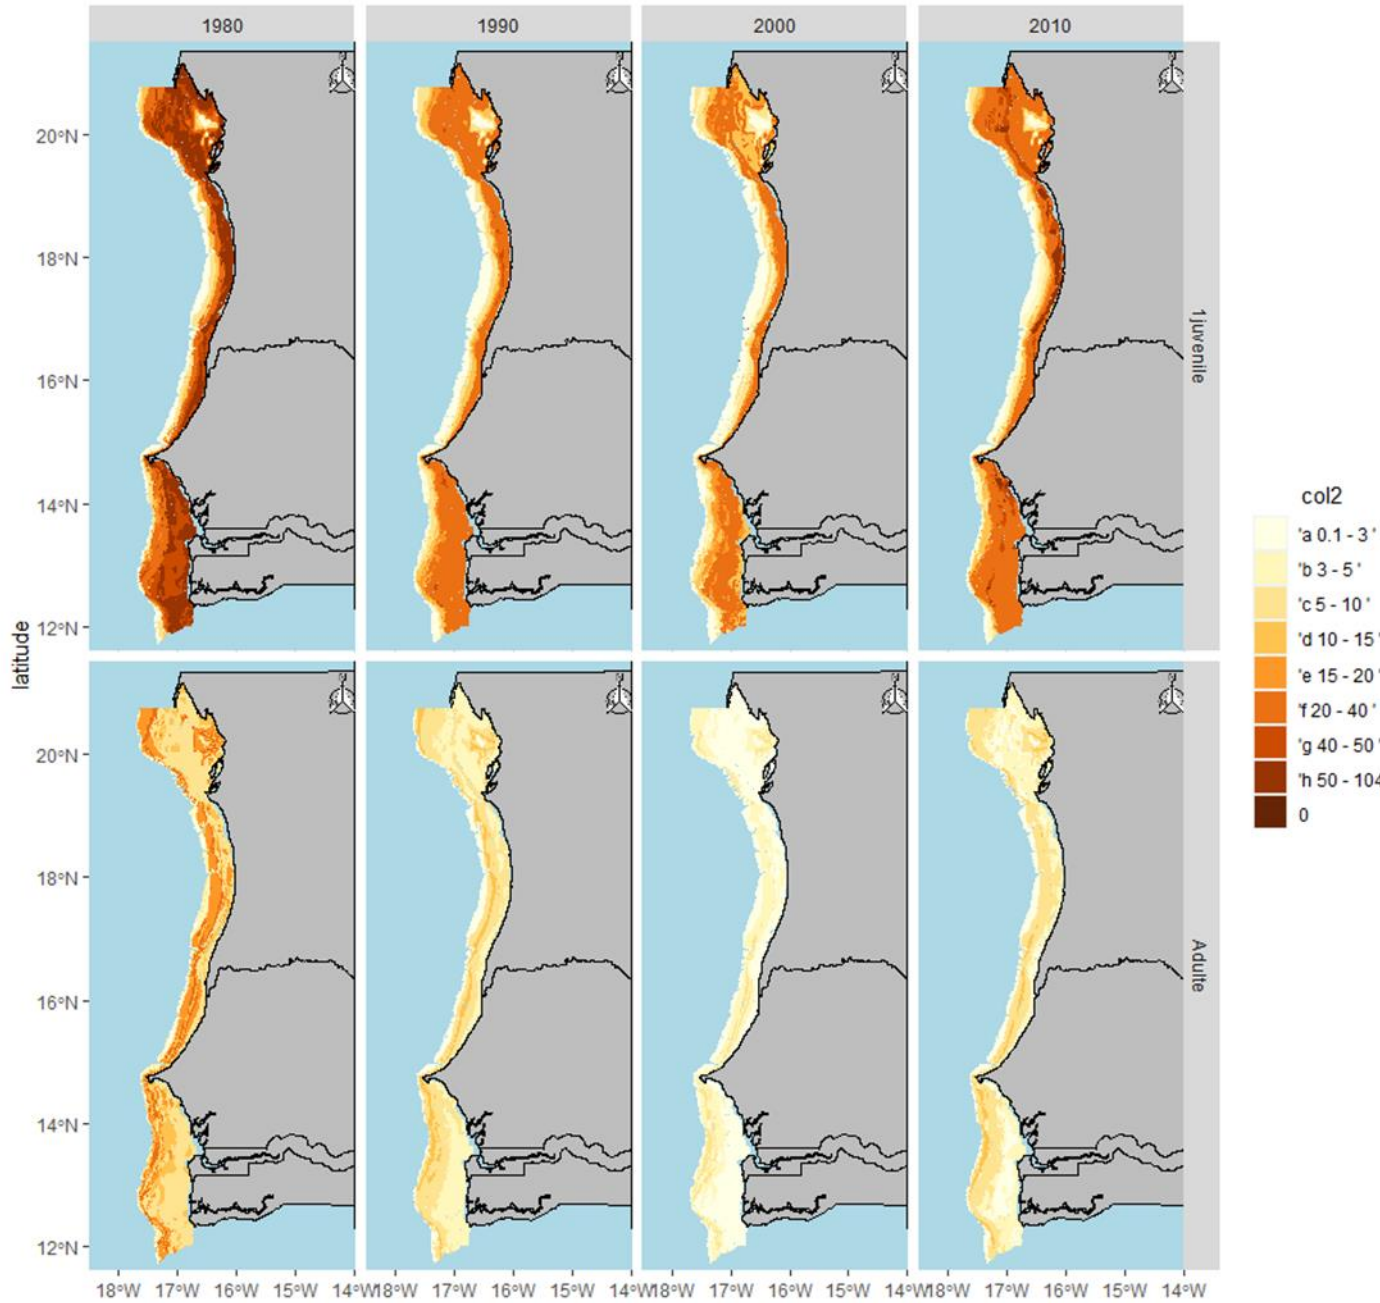 1980 1990 2000 2010
20°N
18°N
16°N
14°N
12°N
1juvenile
20°N
18°N
16°N
14°N
12°N
Adulte
latitude
18°W 17°W 16°W 15°W 14°W 18°W 17°W 16°W 15°W 14°W 18°W 17°W 16°W 15°W 14°W 18°W 17°W 16°W 15°W 14°W
col2
'a 0.1 - 3 '
'b 3 - 5 '
'c 5 - 10 '
'd 10 - 15 '
'e 15 - 20 '
'f 20 - 40 '
'g 40 - 50 '
'h 50 - 104
0